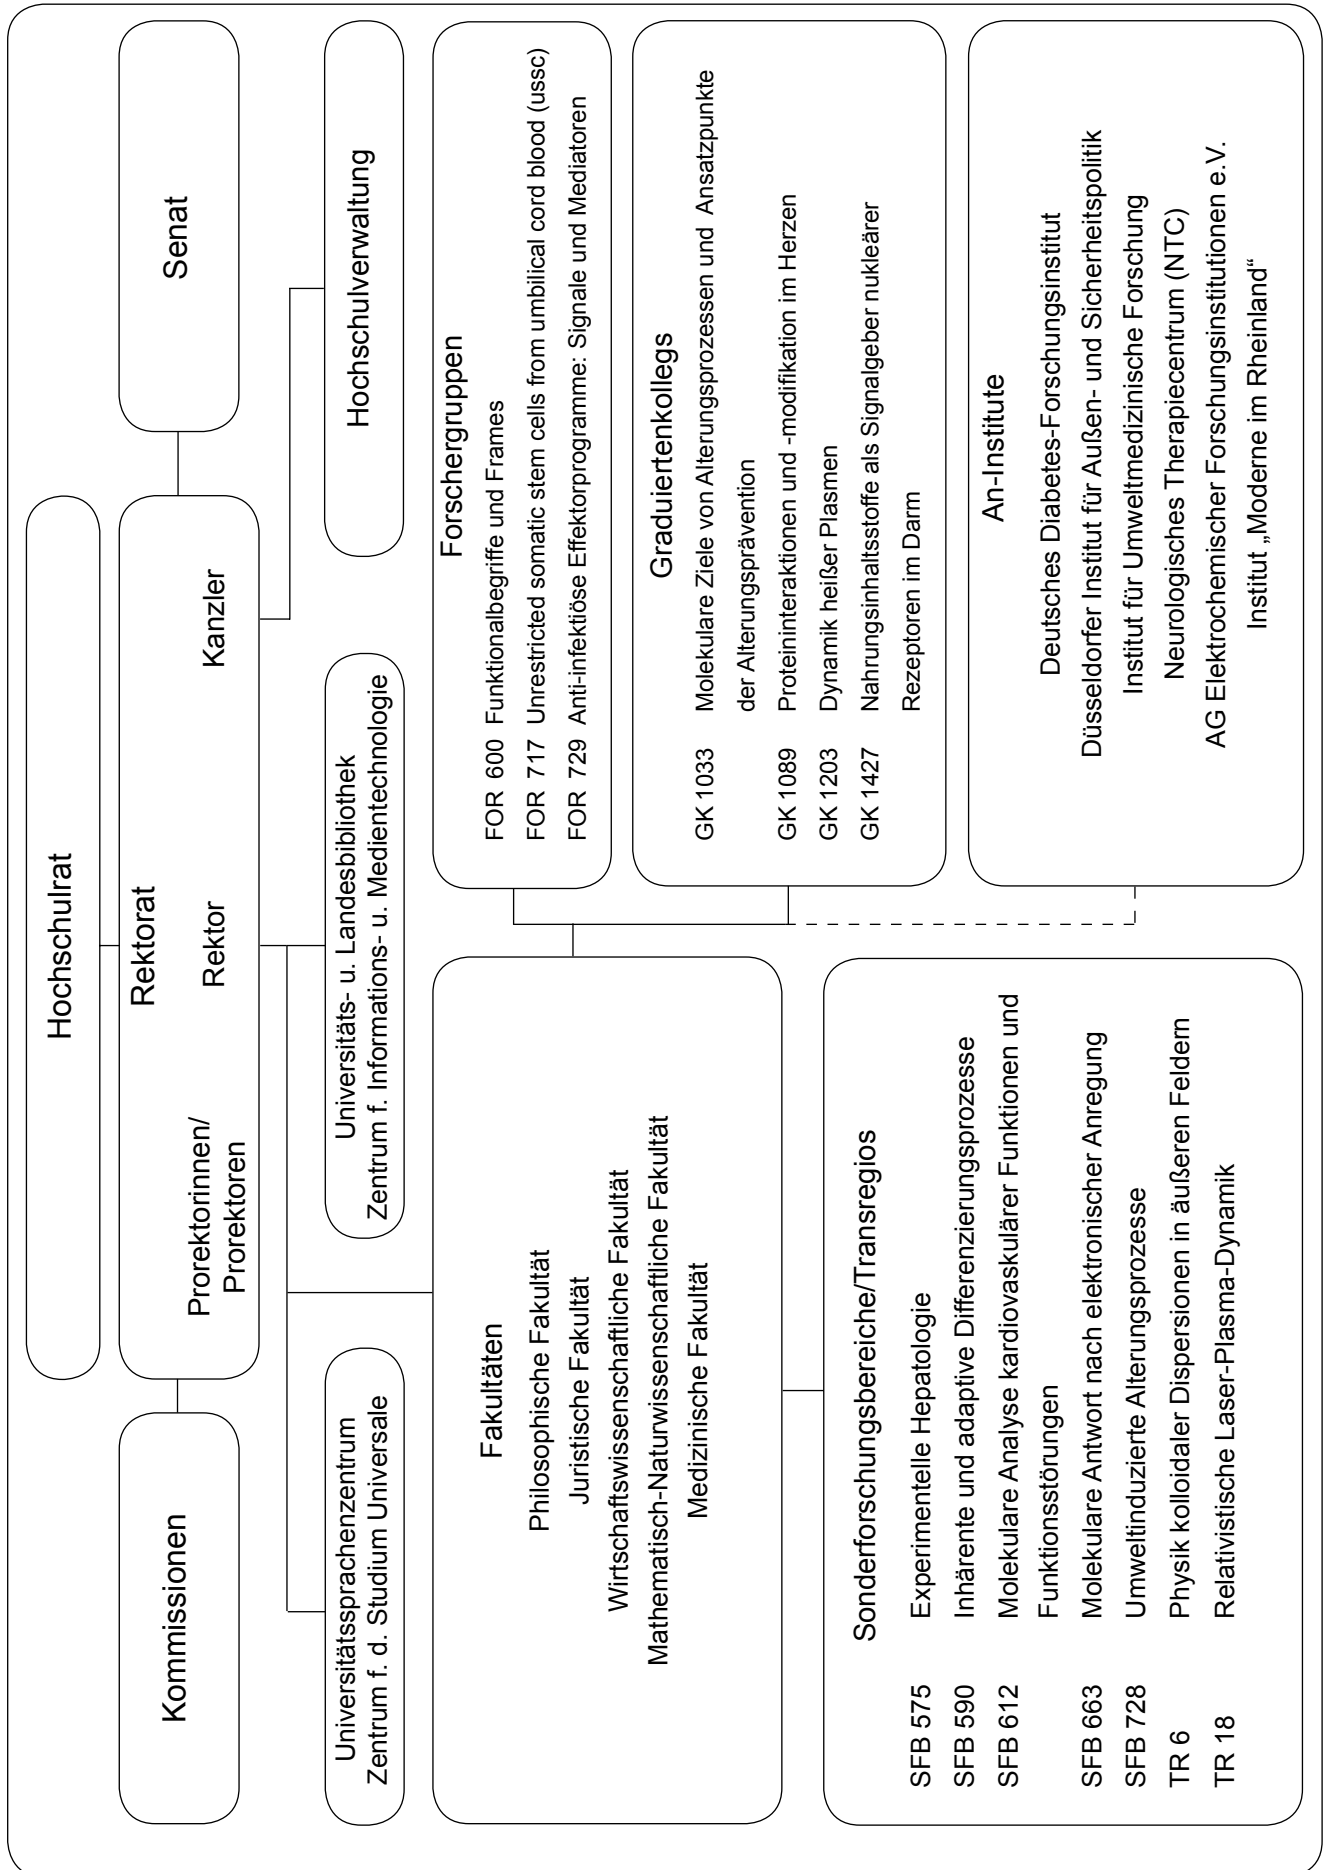 Hochschulrat
Kommissionen
Rektorat
Prorektorinnen/
Prorektoren
Rektor
Kanzler
Senat
Universitätssprachenzentrum
Zentrum f. d. Studium Universale
Universitäts- u. Landesbibliothek
Zentrum f. Informations- u. Medientechnologie
Hochschulverwaltung
Fakultäten
Philosophische Fakultät
Juristische Fakultät
Wirtschaftswissenschaftliche Fakultät
Mathematisch-Naturwissenschaftliche Fakultät
Medizinische Fakultät
Forschergruppen
FOR 600 Funktionalbegriffe und Frames
FOR 717 Unrestricted somatic stem cells from umbilical cord blood (ussc)
FOR 729 Anti-infektiöse Effektorprogramme: Signale und Mediatoren
Graduiertenkollegs
GK 1033 Molekulare Ziele von Alterungsprozessen und Ansatzpunkte
der Alterungsprävention
GK 1089 Proteininteraktionen und -modifikation im Herzen
GK 1203 Dynamik heißer Plasmen
GK 1427 Nahrungsinhaltsstoffe als Signalgeber nukleärer
Rezeptoren im Darm
Sonderforschungsbereiche/Transregios
SFB 575 Experimentelle Hepatologie
SFB 590 Inhärente und adaptive Differenzierungsprozesse
SFB 612 Molekulare Analyse kardiovaskulärer Funktionen und
Funktionsstörungen
SFB 663 Molekulare Antwort nach elektronischer Anregung
SFB 728 Umweltinduzierte Alterungsprozesse
TR 6 Physik kolloidaler Dispersionen in äußeren Feldern
TR 18 Relativistische Laser-Plasma-Dynamik
An-Institute
Deutsches Diabetes-Forschungsinstitut
Düsseldorfer Institut für Außen- und Sicherheitspolitik
Institut für Umweltmedizinische Forschung
Neurologisches Therapiecentrum (NTC)
AG Elektrochemischer Forschungsinstitutionen e.V.
Institut „Moderne im Rheinland“